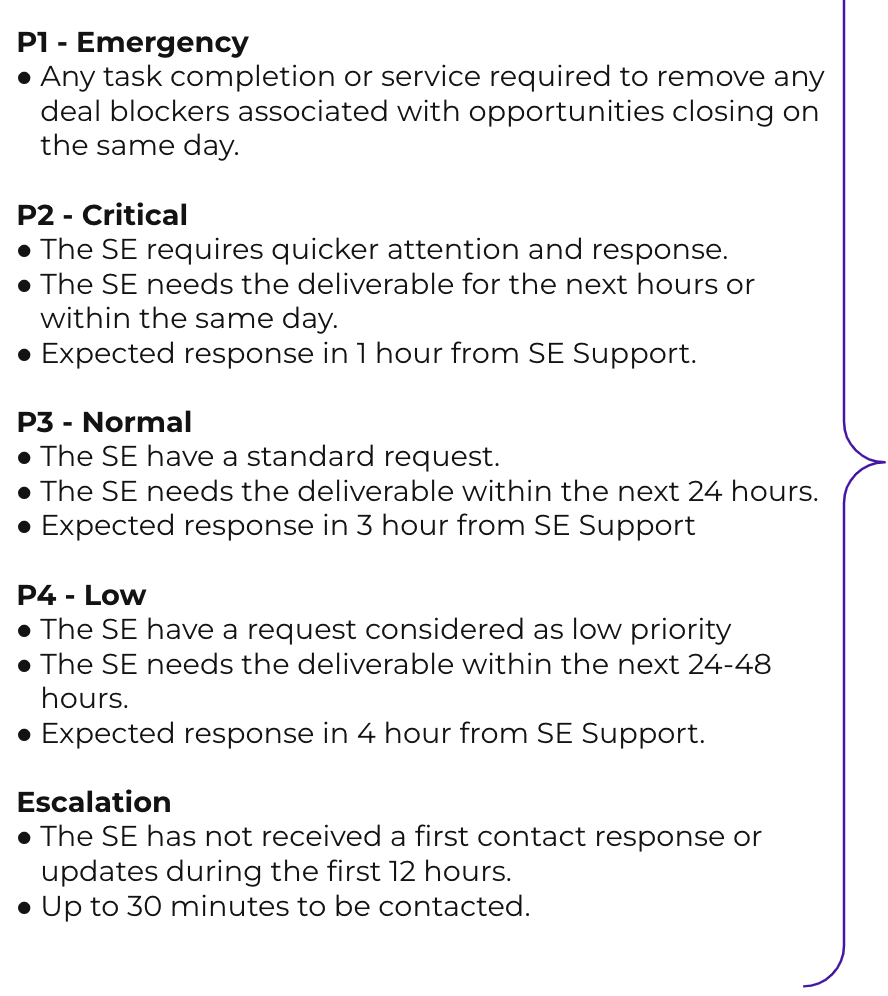 P1 - Emergency
● Any task completion or service required to remove any
deal blockers associated with opportunities closing on
the same day.
P2 - Critical
● The SE requires quicker attention and response.
● The SE needs the deliverable for the next hours or
within the same day.
● Expected response in 1 hour from SE Support.
P3 - Normal
● The SE have a standard request.
● The SE needs the deliverable within the next 24 hours.
● Expected response in 3 hour from SE Support
P4 - Low
● The SE have a request considered as low priority
● The SE needs the deliverable within the next 24-48
hours.
● Expected response in 4 hour from SE Support.
Escalation
● The SE has not received a first contact response or
updates during the first 12 hours.
● Up to 30 minutes to be contacted.